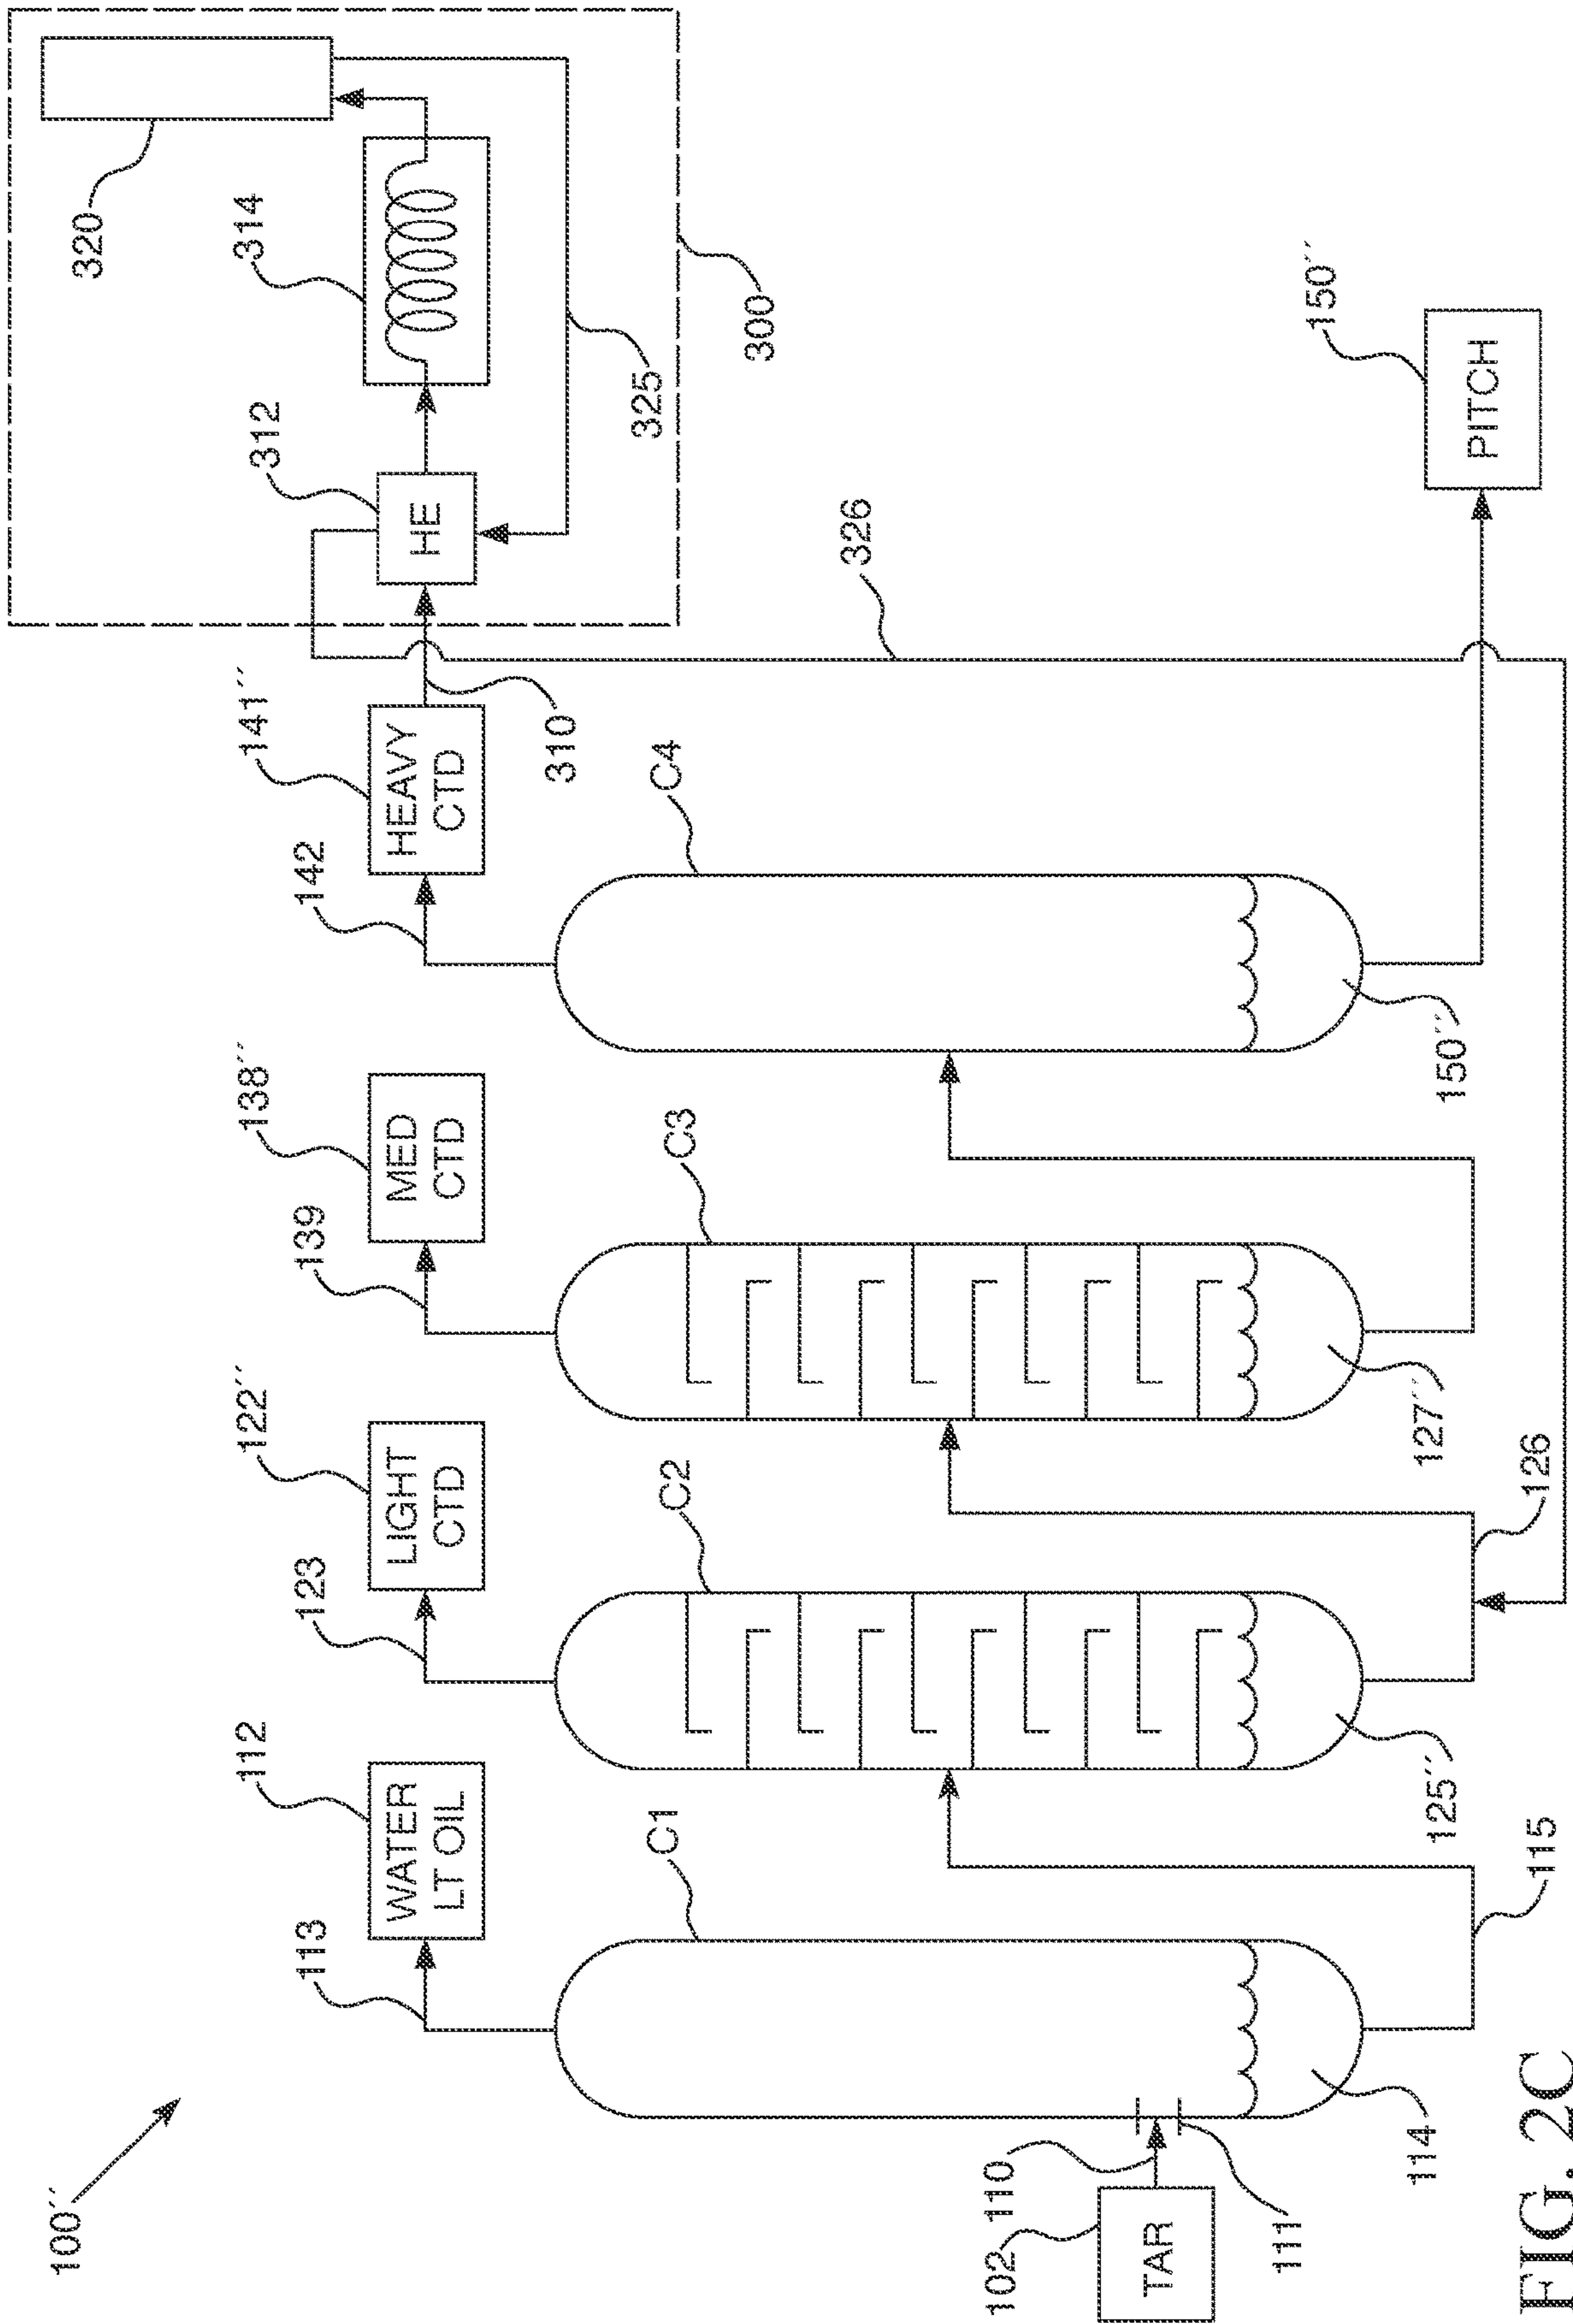 100´´
320
314
312
300
325
326
310
141´´
HEAVY
CTD
142
C4
150´´
PITCH
150´´
138´´
MED
CTD
139
C3
127´´
122´´
LIGHT
CTD
123
C2
125´´
126
112
WATER
LT OIL
113
C1
115
114
110
111
102
TAR
HE
FIG. 2C